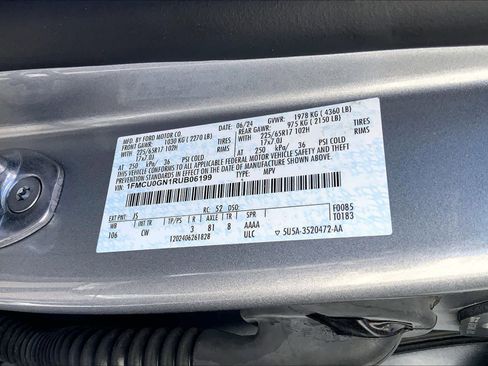 MFD. BY FORD MOTOR CO.
06/24 GVWR: 1978 KG ( 4360 LB)
FRONT GAWR: 1030 KG ( 2270 LB) REAR GAWR: 975 KG ( 2150 LB)
225/65R17 102H TIRES 225/65R17 102H TIRES
17x7.0J RIMS 17x7.0J RIMS
AT 250 kPa/ 36 PSI COLD AT 250 kPa/ 36 PSI COLD
THIS VEHICLE CONFORMS TO ALL APPLICABLE FEDERAL MOTOR VEHICLE SAFETY, BUMPER, AND THEFT
PREVENTION STANDARDS IN EFFECT ON THE DATE OF MANUFACTURE SHOWN ABOVE.
VIN: 1FMCU0GN1RUB06199 TYPE: MPV
EXT PNT: JS RC: 52 DSO: F0085
WB INT TR TP/PS R AXLE TR SPR T0183
106 CW 3 81 8 AAAA
1202406261828 ULC 5U5A-3520472-AA